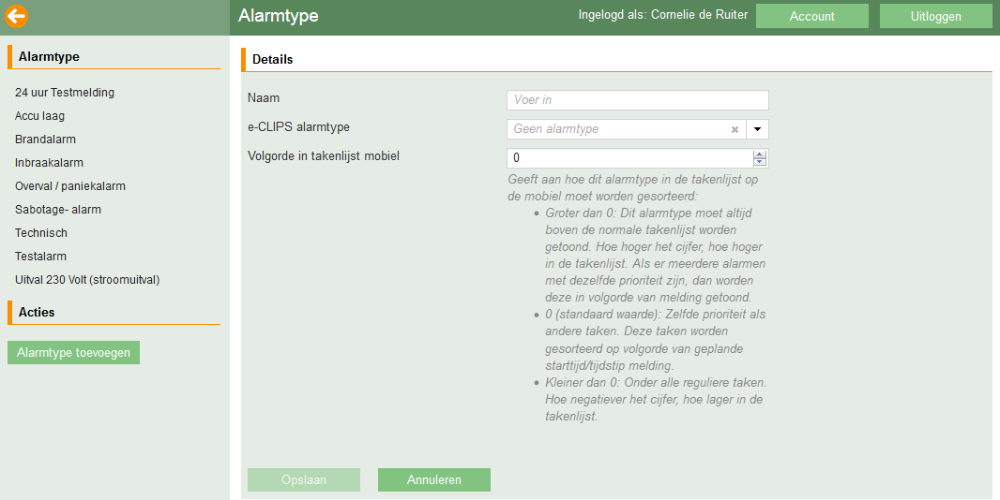 Alarmtype
Ingelogd als: Cornelie de Ruiter
Account
Uitloggen
Alarmtype
24 uur Testmelding
Accu laag
Brandalarm
Inbraakalarm
Overval / paniekalarm
Sabotage- alarm
Technisch
Testalarm
Uitval 230 Volt (stroomuitval)
Acties
Alarmtype toevoegen
Details
Naam
Voer in
e-CLIPS alarmtype
Geen alarmtype
Volgorde in takenlijst mobiel
0
Geeft aan hoe dit alarmtype in de takenlijst op
de mobiel moet worden gesorteerd:
• Groter dan 0: Dit alarmtype moet altijd
boven de normale takenlijst worden
getoond. Hoe hoger het cijfer, hoe hoger
in de takenlijst. Als er meerdere alarmen
met dezelfde prioriteit zijn, dan worden
deze in volgorde van melding getoond.
• 0 (standaard waarde): Zelfde prioriteit als
andere taken. Deze taken worden
gesorteerd op volgorde van geplande
starttijd/tijdstip melding.
• Kleiner dan 0: Onder alle reguliere taken.
Hoe negatiever het cijfer, hoe lager in de
takenlijst.
Opslaan
Annuleren